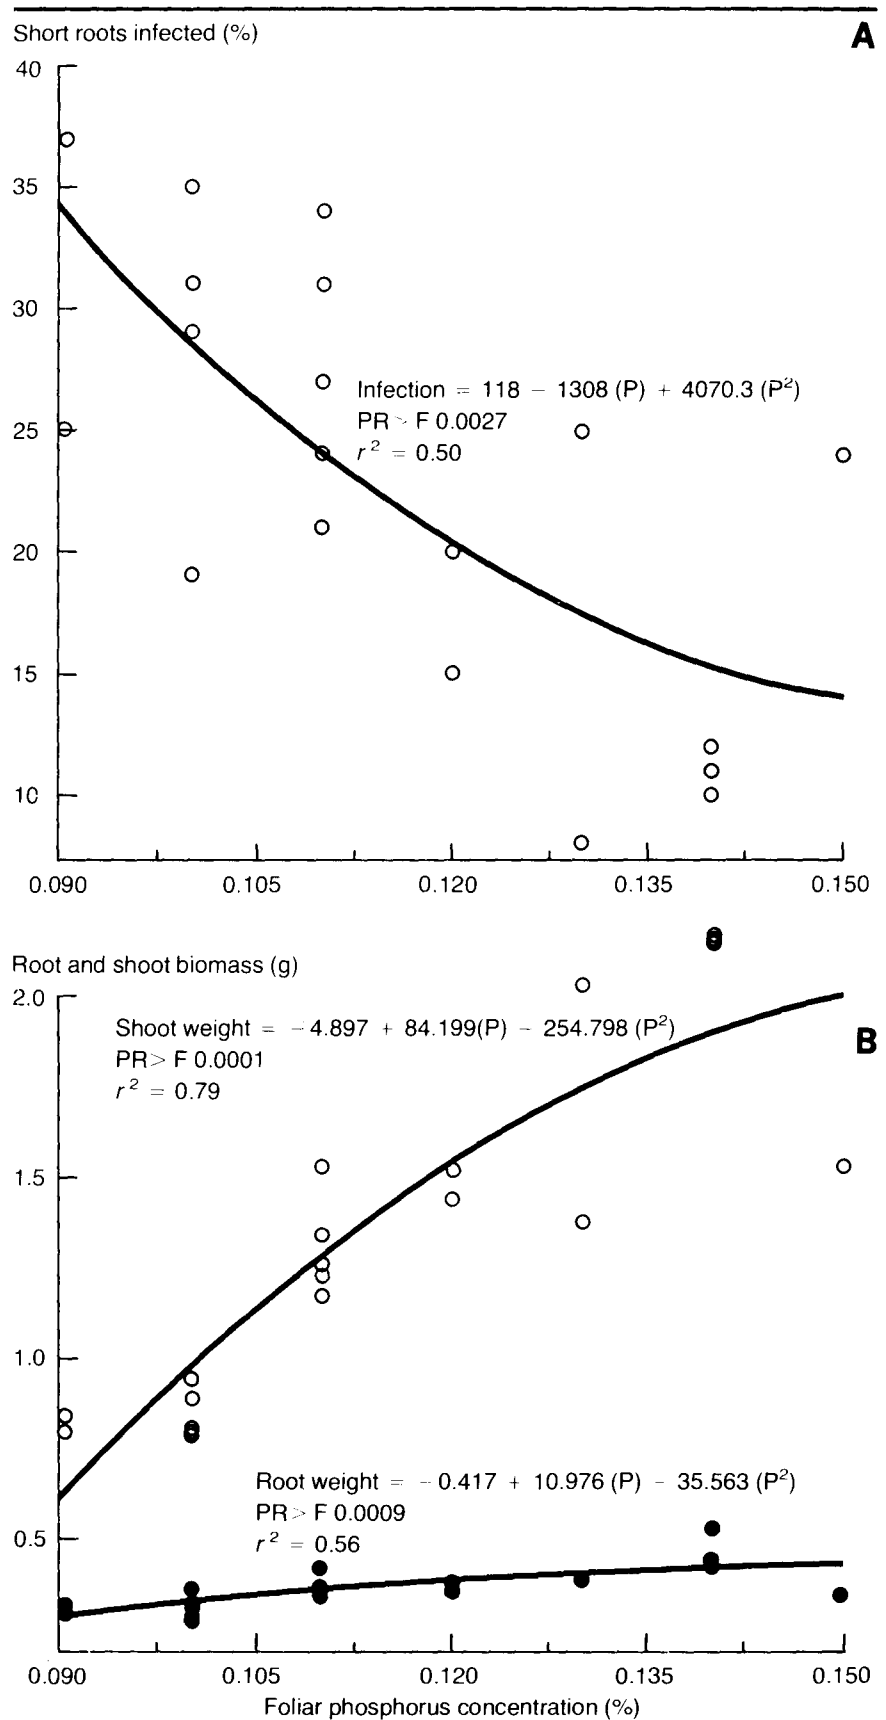 Short roots infected (%)
A
40
35
30
25
20
15
10
Infection = 118 − 1308 (P) + 4070.3 (P²)
PR > F 0.0027
r² = 0.50
0.090 0.105 0.120 0.135 0.150
Root and shoot biomass (g)
B
2.0
1.5
1.0
0.5
Shoot weight = −4.897 + 84.199(P) − 254.798 (P²)
PR> F 0.0001
r² = 0.79
Root weight = −0.417 + 10.976 (P) − 35.563 (P²)
PR> F 0.0009
r² = 0.56
0.090 0.105 0.120 0.135 0.150
Foliar phosphorus concentration (%)